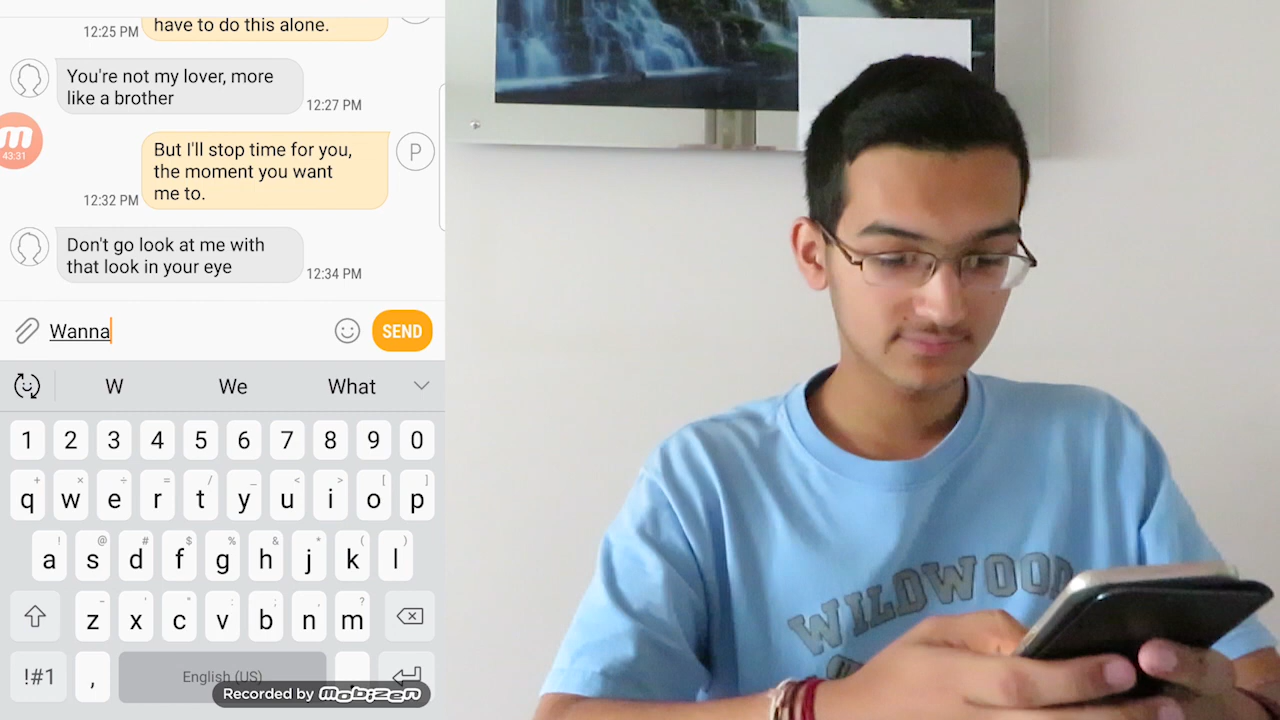 have to do this alone.
12:25 PM
You're not my lover, more
like a brother
12:27 PM
43:31
But I'll stop time for you,
the moment you want
me to.
P
12:32 PM
Don't go look at me with
that look in your eye
12:34 PM
Wanna
SEND
W We What
1 2 3 4 5 6 7 8 9 0
q w e r t y u i o p
a s d f g h j k l
z x c v b n m
!#1 , English (US)
Recorded by mobizen
WILDWOOD